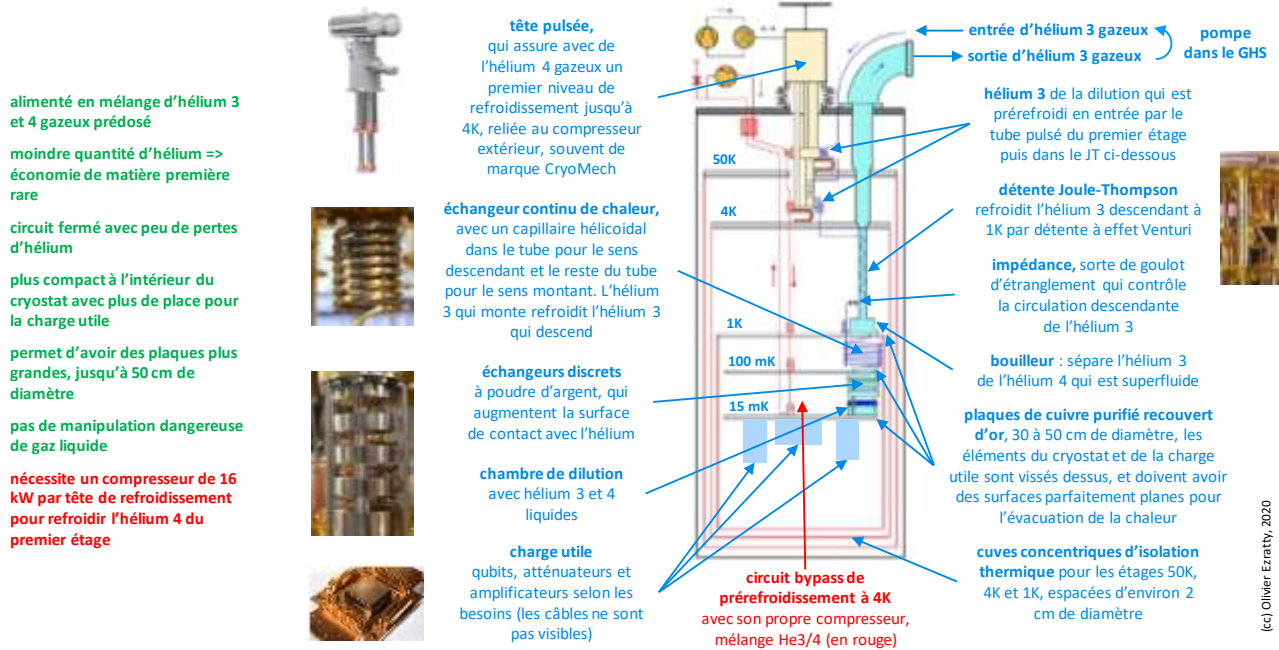 alimenté en mélange d'hélium 3
et 4 gazeux prédosé
moindre quantité d'hélium =>
économie de matière première
rare
circuit fermé avec peu de pertes
d'hélium
plus compact à l'intérieur du
cryostat avec plus de place pour
la charge utile
permet d'avoir des plaques plus
grandes, jusqu'à 50 cm de
diamètre
pas de manipulation dangereuse
de gaz liquide
nécessite un compresseur de 16
kW par tête de refroidissement
pour refroidir l'hélium 4 du
premier étage
tête pulsée,
qui assure avec de
l'hélium 4 gazeux un
premier niveau de
refroidissement jusqu'à
4K, reliée au compresseur
extérieur, souvent de
marque CryoMech
échangeur continu de chaleur,
avec un capillaire hélicoidal
dans le tube pour le sens
descendant et le reste du tube
pour le sens montant. L'hélium
3 qui monte refroidit l'hélium 3
qui descend
échangeurs discrets
à poudre d'argent, qui
augmentent la surface
de contact avec l'hélium
chambre de dilution
avec hélium 3 et 4
liquides
charge utile
qubits, atténuateurs et
amplificateurs selon les
besoins (les câbles ne sont
pas visibles)
50K
4K
1K
100 mK
15 mK
circuit bypass de
prérefroidissement à 4K
avec son propre compresseur,
mélange He3/4 (en rouge)
entrée d'hélium 3 gazeux
sortie d'hélium 3 gazeux
pompe
dans le GHS
hélium 3 de la dilution qui est
prérefroidi en entrée par le
tube pulsé du premier étage
puis dans le JT ci-dessous
détente Joule-Thompson
refroidit l'hélium 3 descendant à
1K par détente à effet Venturi
impédance, sorte de goulot
d'étranglement qui contrôle
la circulation descendante
de l'hélium 3
bouilleur : sépare l'hélium 3
de l'hélium 4 qui est superfluide
plaques de cuivre purifié recouvert
d'or, 30 à 50 cm de diamètre, les
éléments du cryostat et de la charge
utile sont vissés dessus, et doivent avoir
des surfaces parfaitement planes pour
l'évacuation de la chaleur
cuves concentriques d'isolation
thermique pour les étages 50K,
4K et 1K, espacées d'environ 2
cm de diamètre
(cc) Olivier Ezratty, 2020